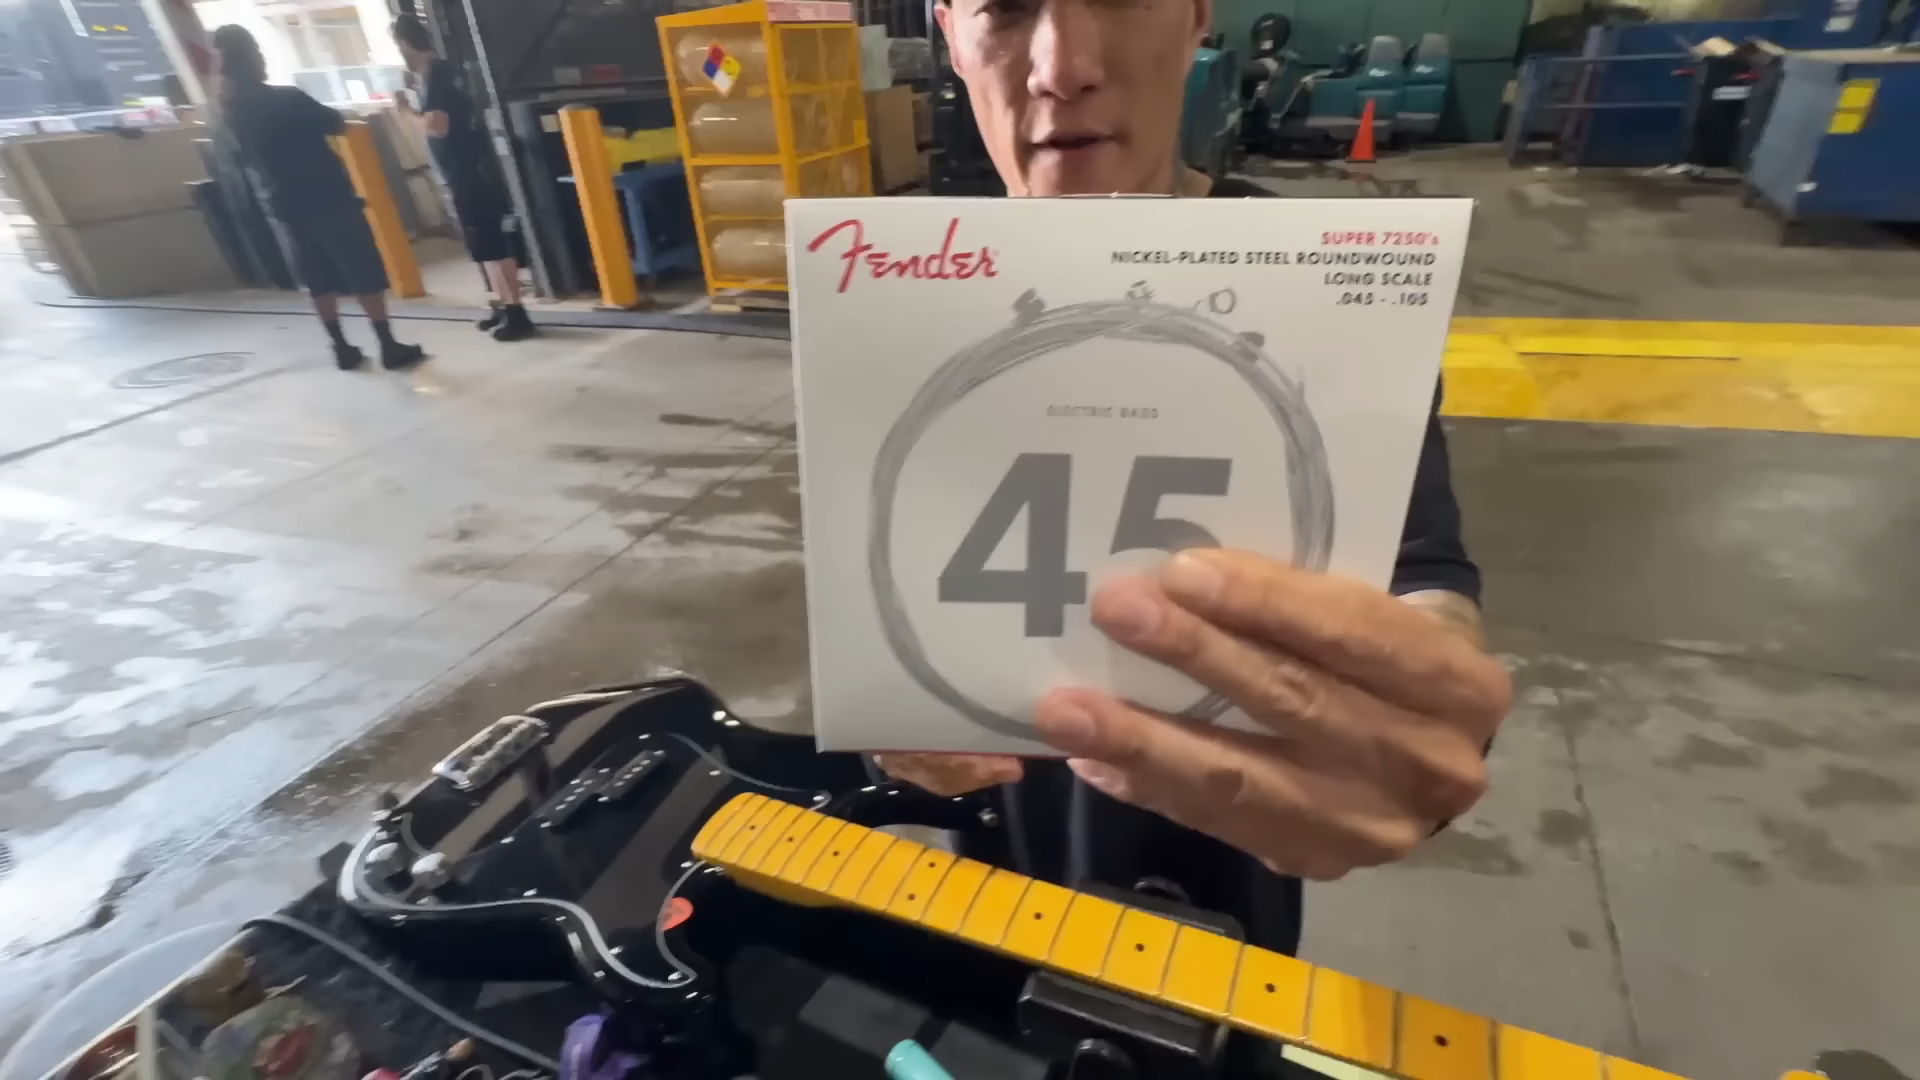 Fender
SUPER 7250's
NICKEL-PLATED STEEL ROUNDWOUND
LONG SCALE
.045 - .105
ELECTRIC BASS
45